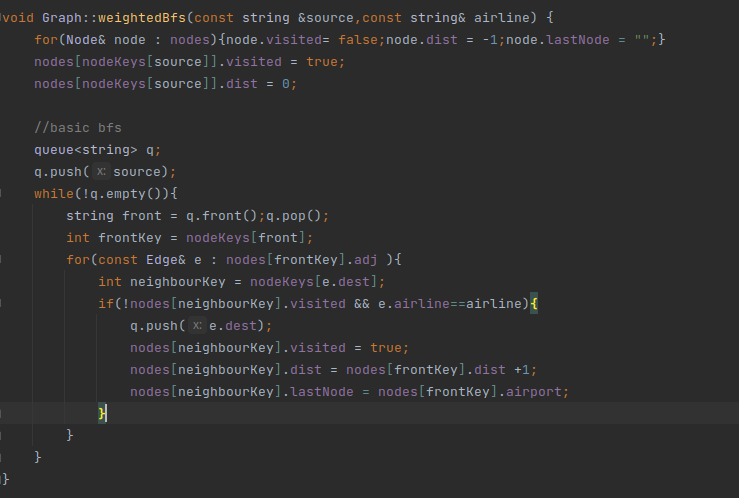 void Graph::weightedBfs(const string &source,const string& airline) {
    for(Node& node : nodes){node.visited= false;node.dist = -1;node.lastNode = "";}
    nodes[nodeKeys[source]].visited = true;
    nodes[nodeKeys[source]].dist = 0;

    //basic bfs
    queue<string> q;
    q.push( x: source);
    while(!q.empty()){
        string front = q.front();q.pop();
        int frontKey = nodeKeys[front];
        for(const Edge& e : nodes[frontKey].adj ){
            int neighbourKey = nodeKeys[e.dest];
            if(!nodes[neighbourKey].visited && e.airline==airline){
                q.push( x: e.dest);
                nodes[neighbourKey].visited = true;
                nodes[neighbourKey].dist = nodes[frontKey].dist +1;
                nodes[neighbourKey].lastNode = nodes[frontKey].airport;
            }
        }
    }
}